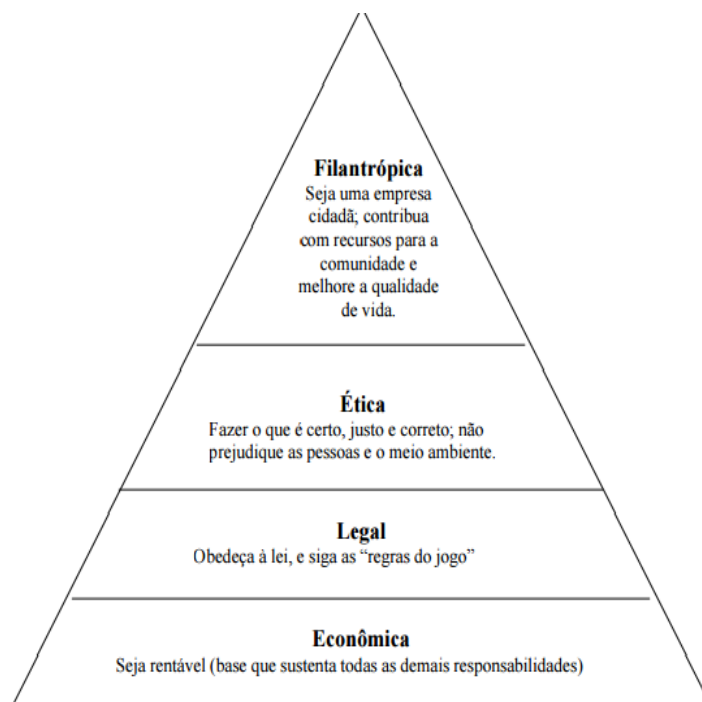 Filantrópica
Seja uma empresa
cidadã; contribua
com recursos para a
comunidade e
melhore a qualidade
de vida.
Ética
Fazer o que é certo, justo e correto; não
prejudique as pessoas e o meio ambiente.
Legal
Obedeça à lei, e siga as “regras do jogo”
Econômica
Seja rentável (base que sustenta todas as demais responsabilidades)